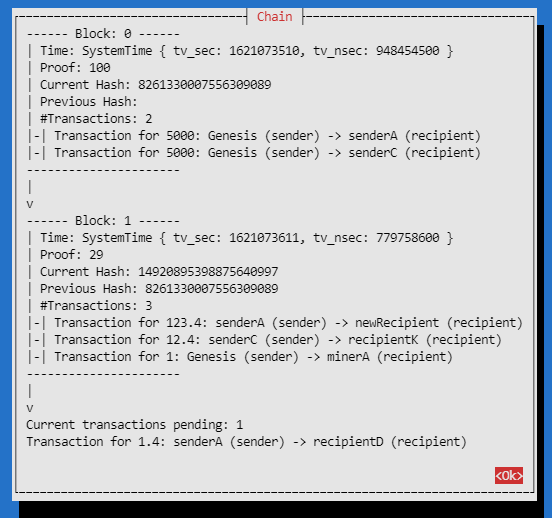 Chain
------ Block: 0 ------
| Time: SystemTime { tv_sec: 1621073510, tv_nsec: 948454500 }
| Proof: 100
| Current Hash: 8261330007556309089
| Previous Hash:
| #Transactions: 2
|-| Transaction for 5000: Genesis (sender) -> senderA (recipient)
|-| Transaction for 5000: Genesis (sender) -> senderC (recipient)
----------------------
|
v
------ Block: 1 ------
| Time: SystemTime { tv_sec: 1621073611, tv_nsec: 779758600 }
| Proof: 29
| Current Hash: 14920895398875640997
| Previous Hash: 8261330007556309089
| #Transactions: 3
|-| Transaction for 123.4: senderA (sender) -> newRecipient (recipient)
|-| Transaction for 12.4: senderC (sender) -> recipientK (recipient)
|-| Transaction for 1: Genesis (sender) -> minerA (recipient)
----------------------
|
v
Current transactions pending: 1
Transaction for 1.4: senderA (sender) -> recipientD (recipient)
<Ok>